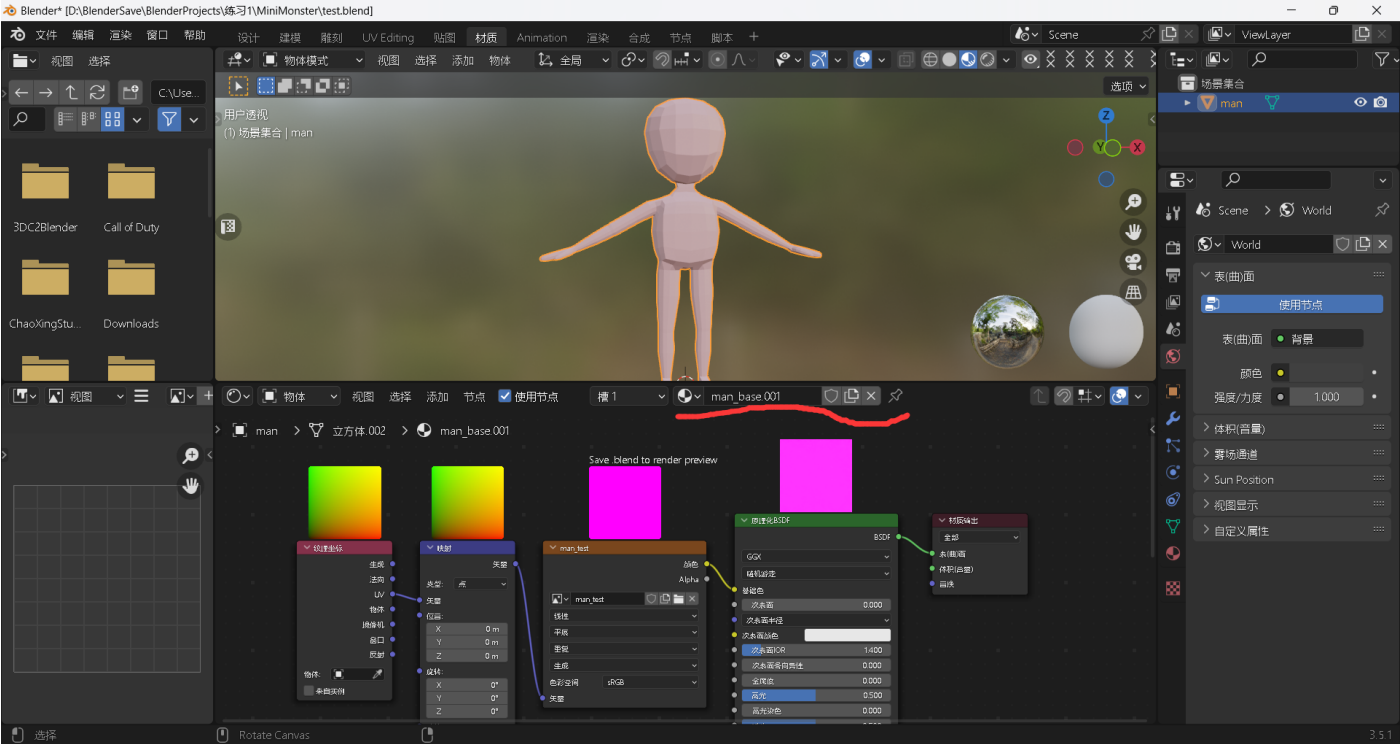 Blender* [D:\BlenderSave\BlenderProjects\练习1\MiniMonster\test.blend]
文件 编辑 渲染 窗口 帮助
设计 建模 雕刻 UV Editing 贴图 材质 Animation 渲染 合成 节点 脚本 +
Scene
ViewLayer
视图 选择
物体模式 视图 选择 添加 物体 全局
C:\Use...
选项
用户透视
(1) 场景集合 | man
3DC2Blender
Call of Duty
ChaoXingStu...
Downloads
Z
Y
X
场景集合
man
Scene > World
World
表(曲)面
使用节点
表(曲)面 背景
颜色
强度/力度 1.000
体积(音量)
雾场通道
Sun Position
视图显示
自定义属性
视图
物体 视图 选择 添加 节点 使用节点 槽 1 man_base.001
man > 立方体.002 > man_base.001
Save .blend to render preview
纹理坐标
生成
法向
UV
物体
摄像机
窗口
反射
物体:
来自实例
映射
矢量
类型: 点
矢量
位置:
X 0 m
Y 0 m
Z 0 m
旋转:
X 0°
Y 0°
Z 0°
man_test
颜色
Alpha
man_test
线性
平展
重复
生成
色彩空间 sRGB
矢量
原理化BSDF
BSDF
GGX
随机游走
基础色
次表面 0.000
次表面半径
次表面颜色
次表面IOR 1.400
次表面各向异性 0.000
金属度 0.000
高光 0.500
高光染色 0.000
材质输出
全部
表(曲)面
体积(音量)
置换
选择
Rotate Canvas
3.5.1